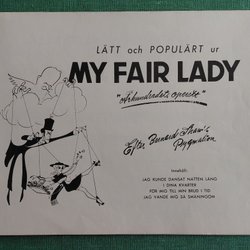 LÄTT och POPULÄRT ur
MY FAIR LADY
"Århundradets operett"
Efter Bernard Shaw's
Pygmalion
Innehåll:
JAG KUNDE DANSAT NATTEN LÅNG
I DINA KVARTER
FÖR MIG TILL MIN BRUD I TID
JAG VANDE MIG SÅ SMÅNINGOM